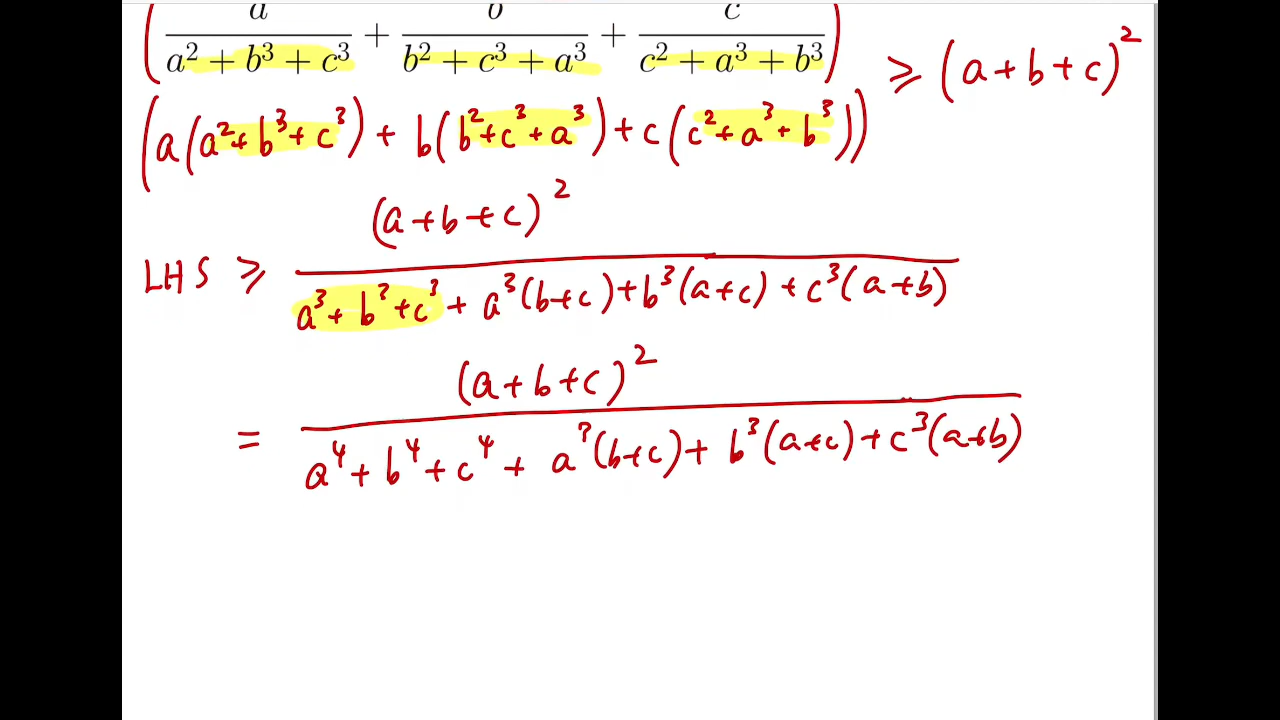 ( a / (a² + b³ + c³) + b / (b² + c³ + a³) + c / (c² + a³ + b³) )
⩾ (a+b+c)²
(a(a²+b³+c³) + b(b²+c³+a³) + c(c²+a³+b³))
LHS ⩾ (a+b+c)² / (a³+b³+c³ + a³(b+c) + b³(a+c) + c³(a+b))
= (a+b+c)² / (a⁴+b⁴+c⁴ + a³(b+c) + b³(a+c) + c³(a+b))